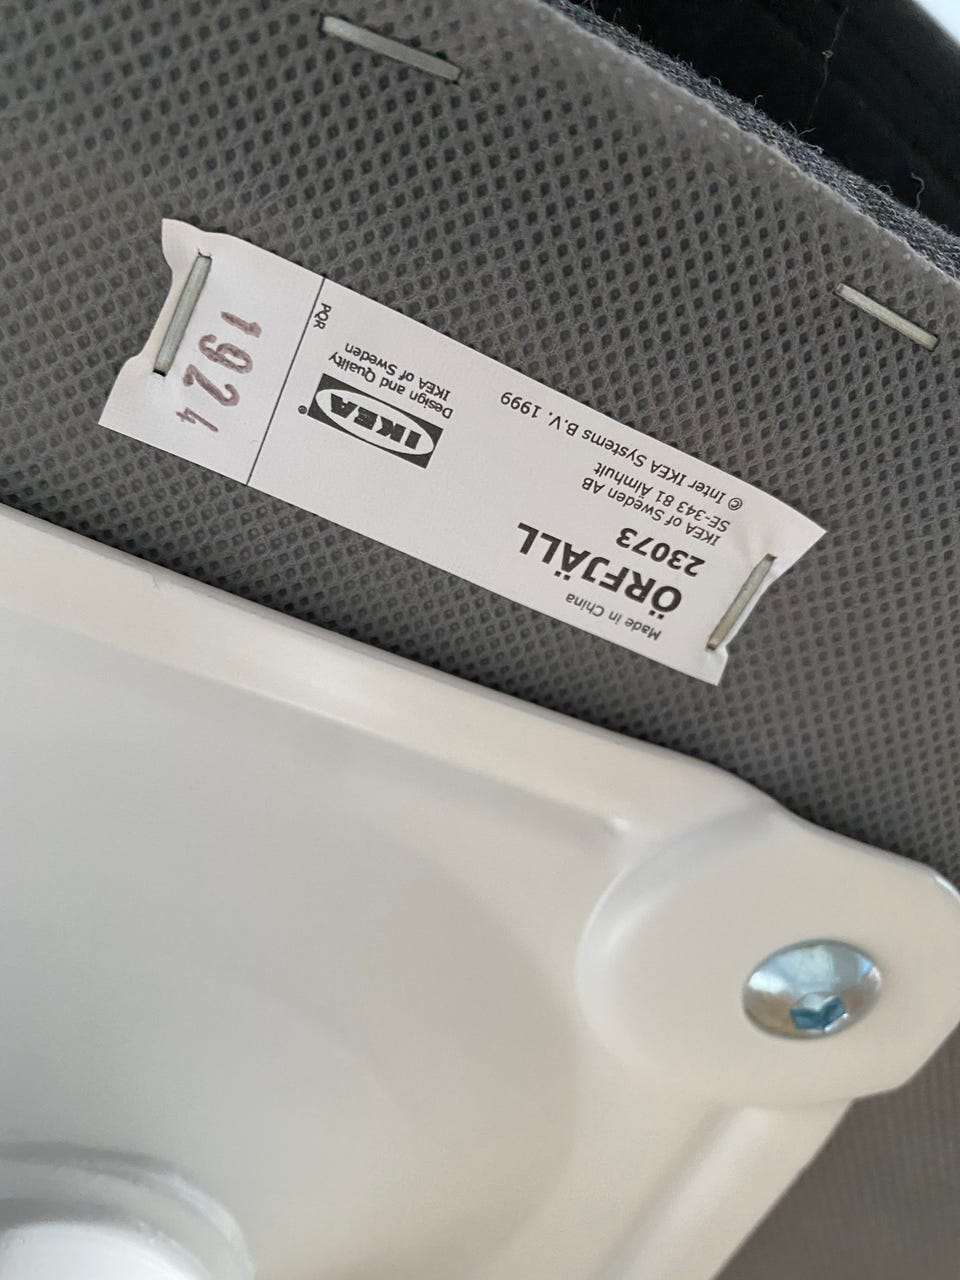 Made in China
ÖRFJÄLL
23073
IKEA of Sweden AB
SE-343 81 Älmhult
© Inter IKEA Systems B.V. 1999
IKEA®
Design and Quality
IKEA of Sweden
PQR
1924